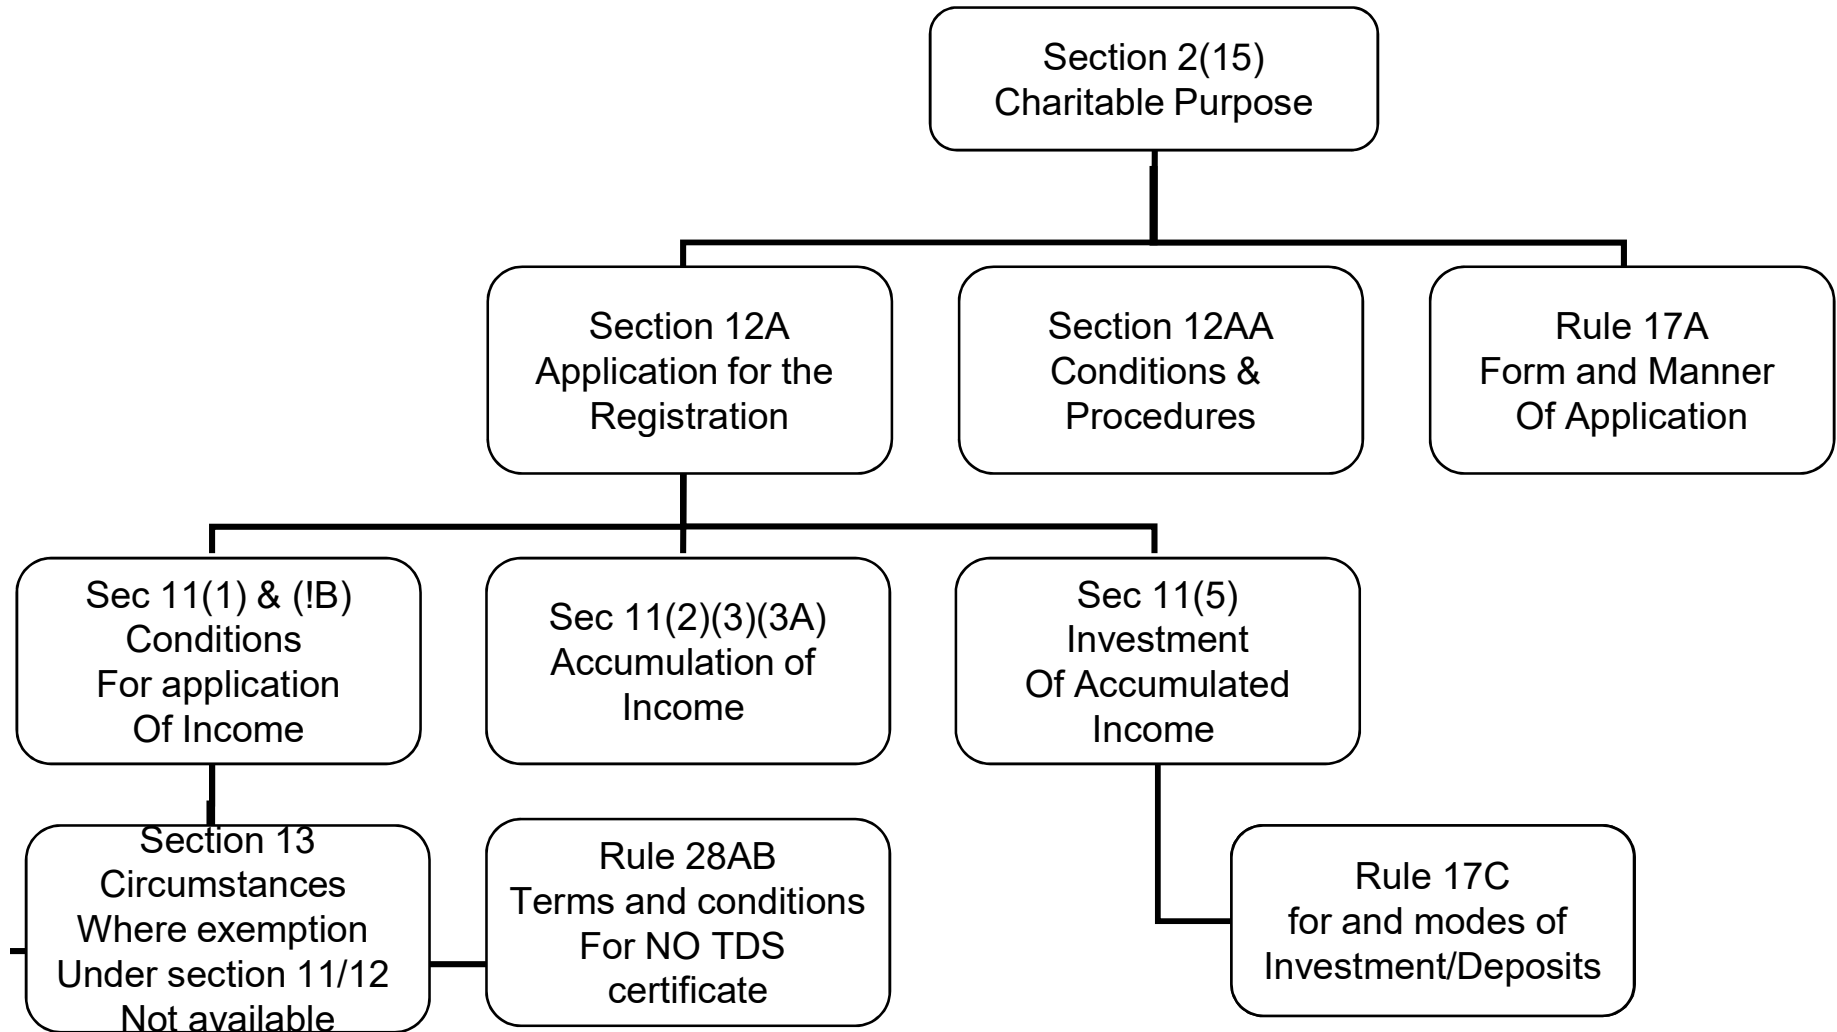 Section 2(15)
Charitable Purpose
Section 12A
Application for the
Registration
Section 12AA
Conditions &
Procedures
Rule 17A
Form and Manner
Of Application
Sec 11(1) & (!B)
Conditions
For application
Of Income
Sec 11(2)(3)(3A)
Accumulation of
Income
Sec 11(5)
Investment
Of Accumulated
Income
Section 13
Circumstances
Where exemption
Under section 11/12
Not available
Rule 28AB
Terms and conditions
For NO TDS
certificate
Rule 17C
for and modes of
Investment/Deposits